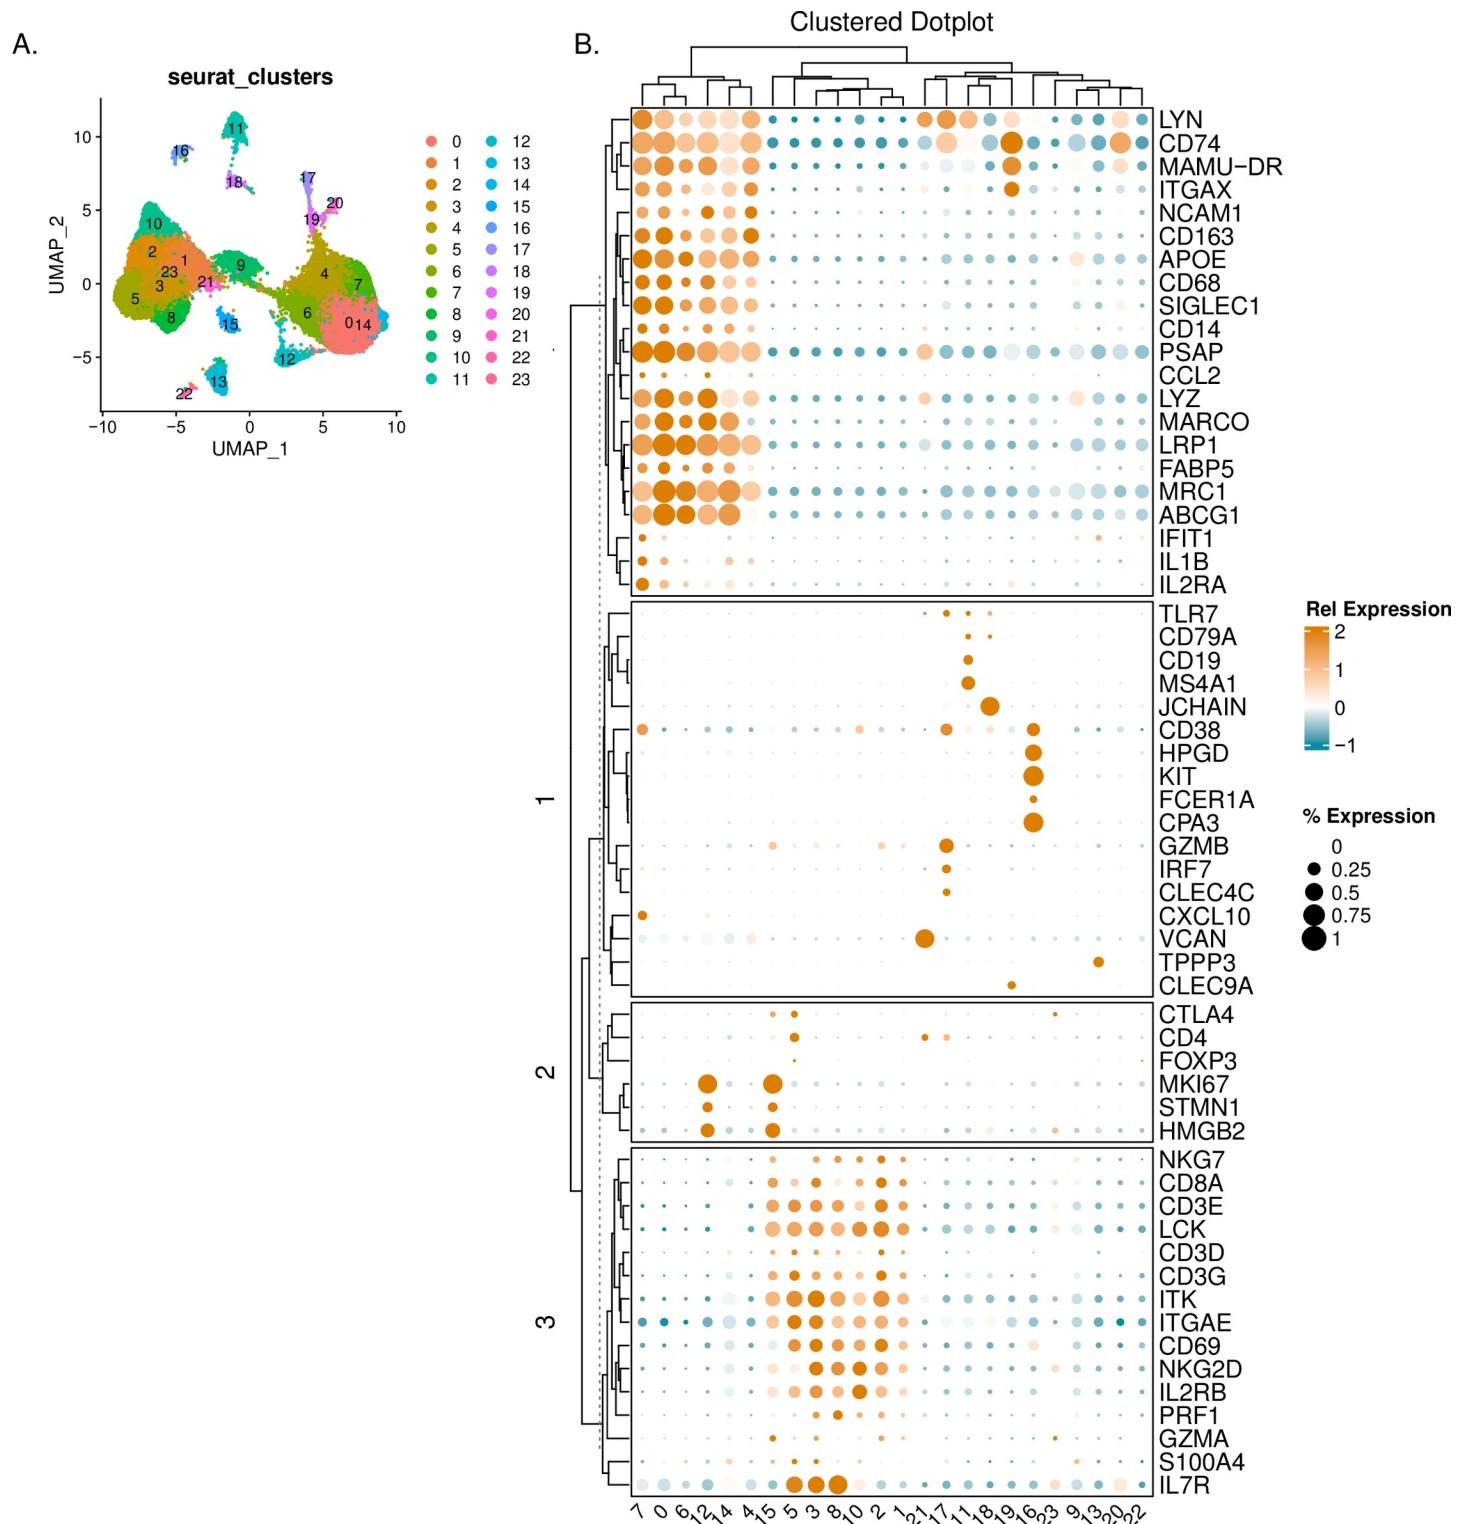 A.
seurat_clusters
UMAP_2
10
5
0
−5
−10
−5
0
5
10
UMAP_1
11
16
18
17
20
19
10
2
1
23
3
21
9
5
8
15
4
7
6
0
14
12
13
22
0
1
2
3
4
5
6
7
8
9
10
11
12
13
14
15
16
17
18
19
20
21
22
23
B.
Clustered Dotplot
LYN
CD74
MAMU−DR
ITGAX
NCAM1
CD163
APOE
CD68
SIGLEC1
CD14
PSAP
CCL2
LYZ
MARCO
LRP1
FABP5
MRC1
ABCG1
IFIT1
IL1B
IL2RA
1
TLR7
CD79A
CD19
MS4A1
JCHAIN
CD38
HPGD
KIT
FCER1A
CPA3
GZMB
IRF7
CLEC4C
CXCL10
VCAN
TPPP3
CLEC9A
2
CTLA4
CD4
FOXP3
MKI67
STMN1
HMGB2
3
NKG7
CD8A
CD3E
LCK
CD3D
CD3G
ITK
ITGAE
CD69
NKG2D
IL2RB
PRF1
GZMA
S100A4
IL7R
7 0 6 12 14 4 15 5 3 8 10 2 1 21 17 11 18 19 16 23 9 13 20 22
Rel Expression
2
1
0
−1
% Expression
0
0.25
0.5
0.75
1